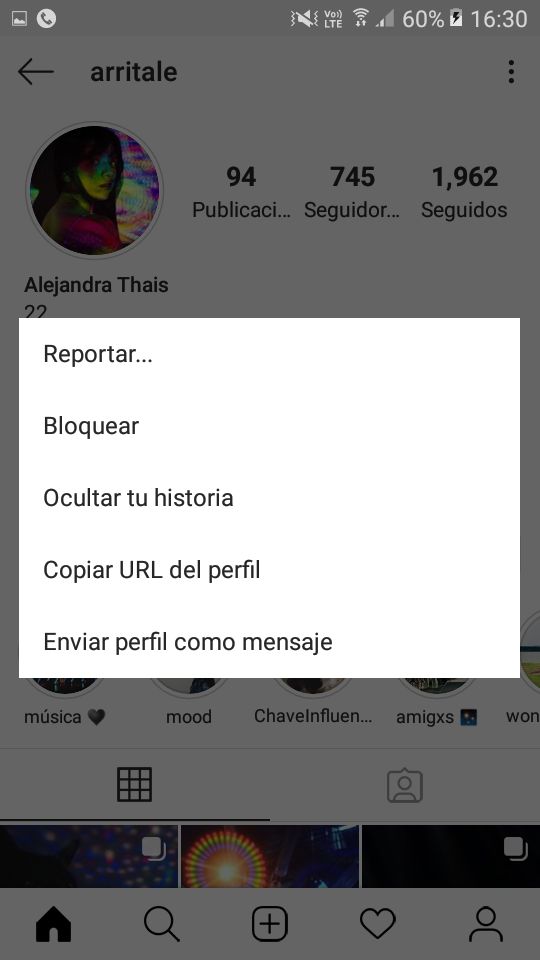 Vo))
LTE
60%
16:30
arritale
94
745
1,962
Publicaci...
Seguidor...
Seguidos
Alejandra Thais
22
Reportar...
Bloquear
Ocultar tu historia
Copiar URL del perfil
Enviar perfil como mensaje
música 🖤
mood
ChaveInfluen...
amigxs 🎆
won